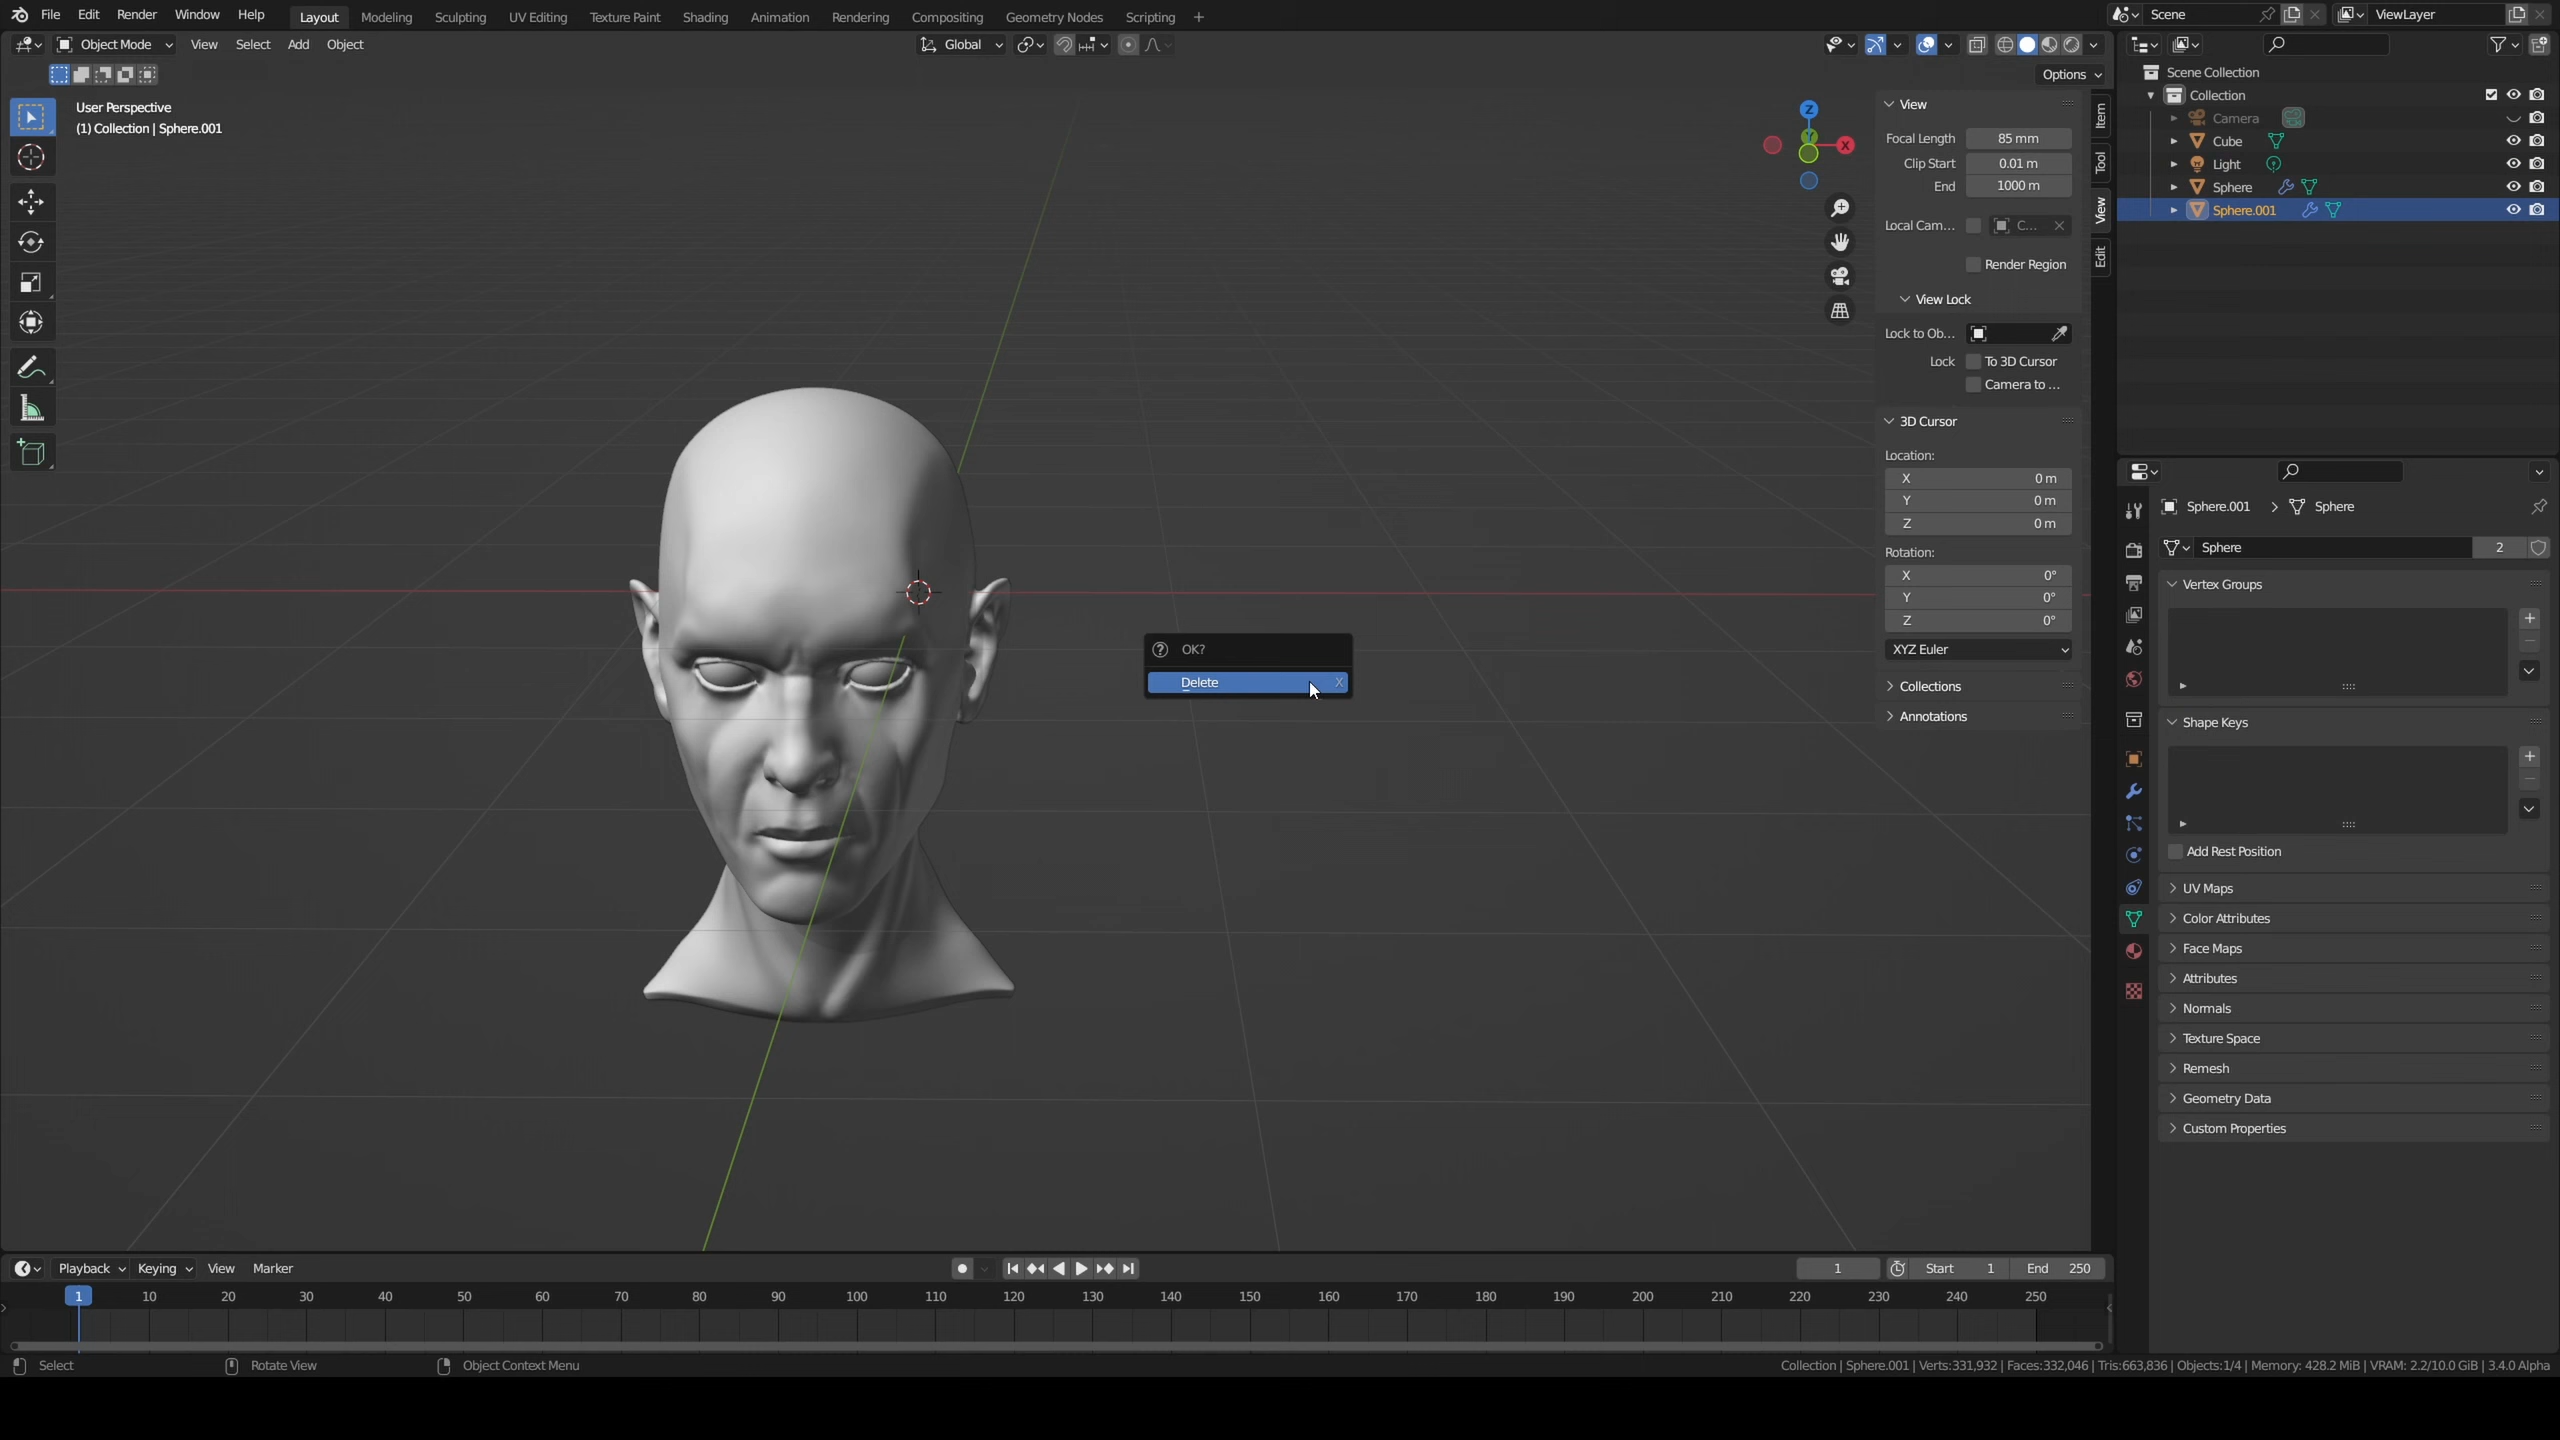 File Edit Render Window Help Layout Modeling Sculpting UV Editing Texture Paint Shading Animation Rendering Compositing Geometry Nodes Scripting + Scene ViewLayer
Object Mode View Select Add Object Global
Options
User Perspective
(1) Collection | Sphere.001
Z
Y
X
View
Focal Length 85 mm
Clip Start 0.01 m
End 1000 m
Local Cam... C...
Render Region
View Lock
Lock to Ob...
Lock To 3D Cursor
Camera to ...
3D Cursor
Location:
X 0 m
Y 0 m
Z 0 m
Rotation:
X 0°
Y 0°
Z 0°
XYZ Euler
Collections
Annotations
Item
Tool
View
Edit
OK?
Delete X
Scene Collection
Collection
Camera
Cube
Light
Sphere
Sphere.001
Sphere.001 > Sphere
Sphere 2
Vertex Groups
Shape Keys
Add Rest Position
UV Maps
Color Attributes
Face Maps
Attributes
Normals
Texture Space
Remesh
Geometry Data
Custom Properties
Playback Keying View Marker 1 Start 1 End 250
1 10 20 30 40 50 60 70 80 90 100 110 120 130 140 150 160 170 180 190 200 210 220 230 240 250
Select Rotate View Object Context Menu Collection | Sphere.001 | Verts:331,932 | Faces:332,046 | Tris:663,836 | Objects:1/4 | Memory: 428.2 MiB | VRAM: 2.2/10.0 GiB | 3.4.0 Alpha